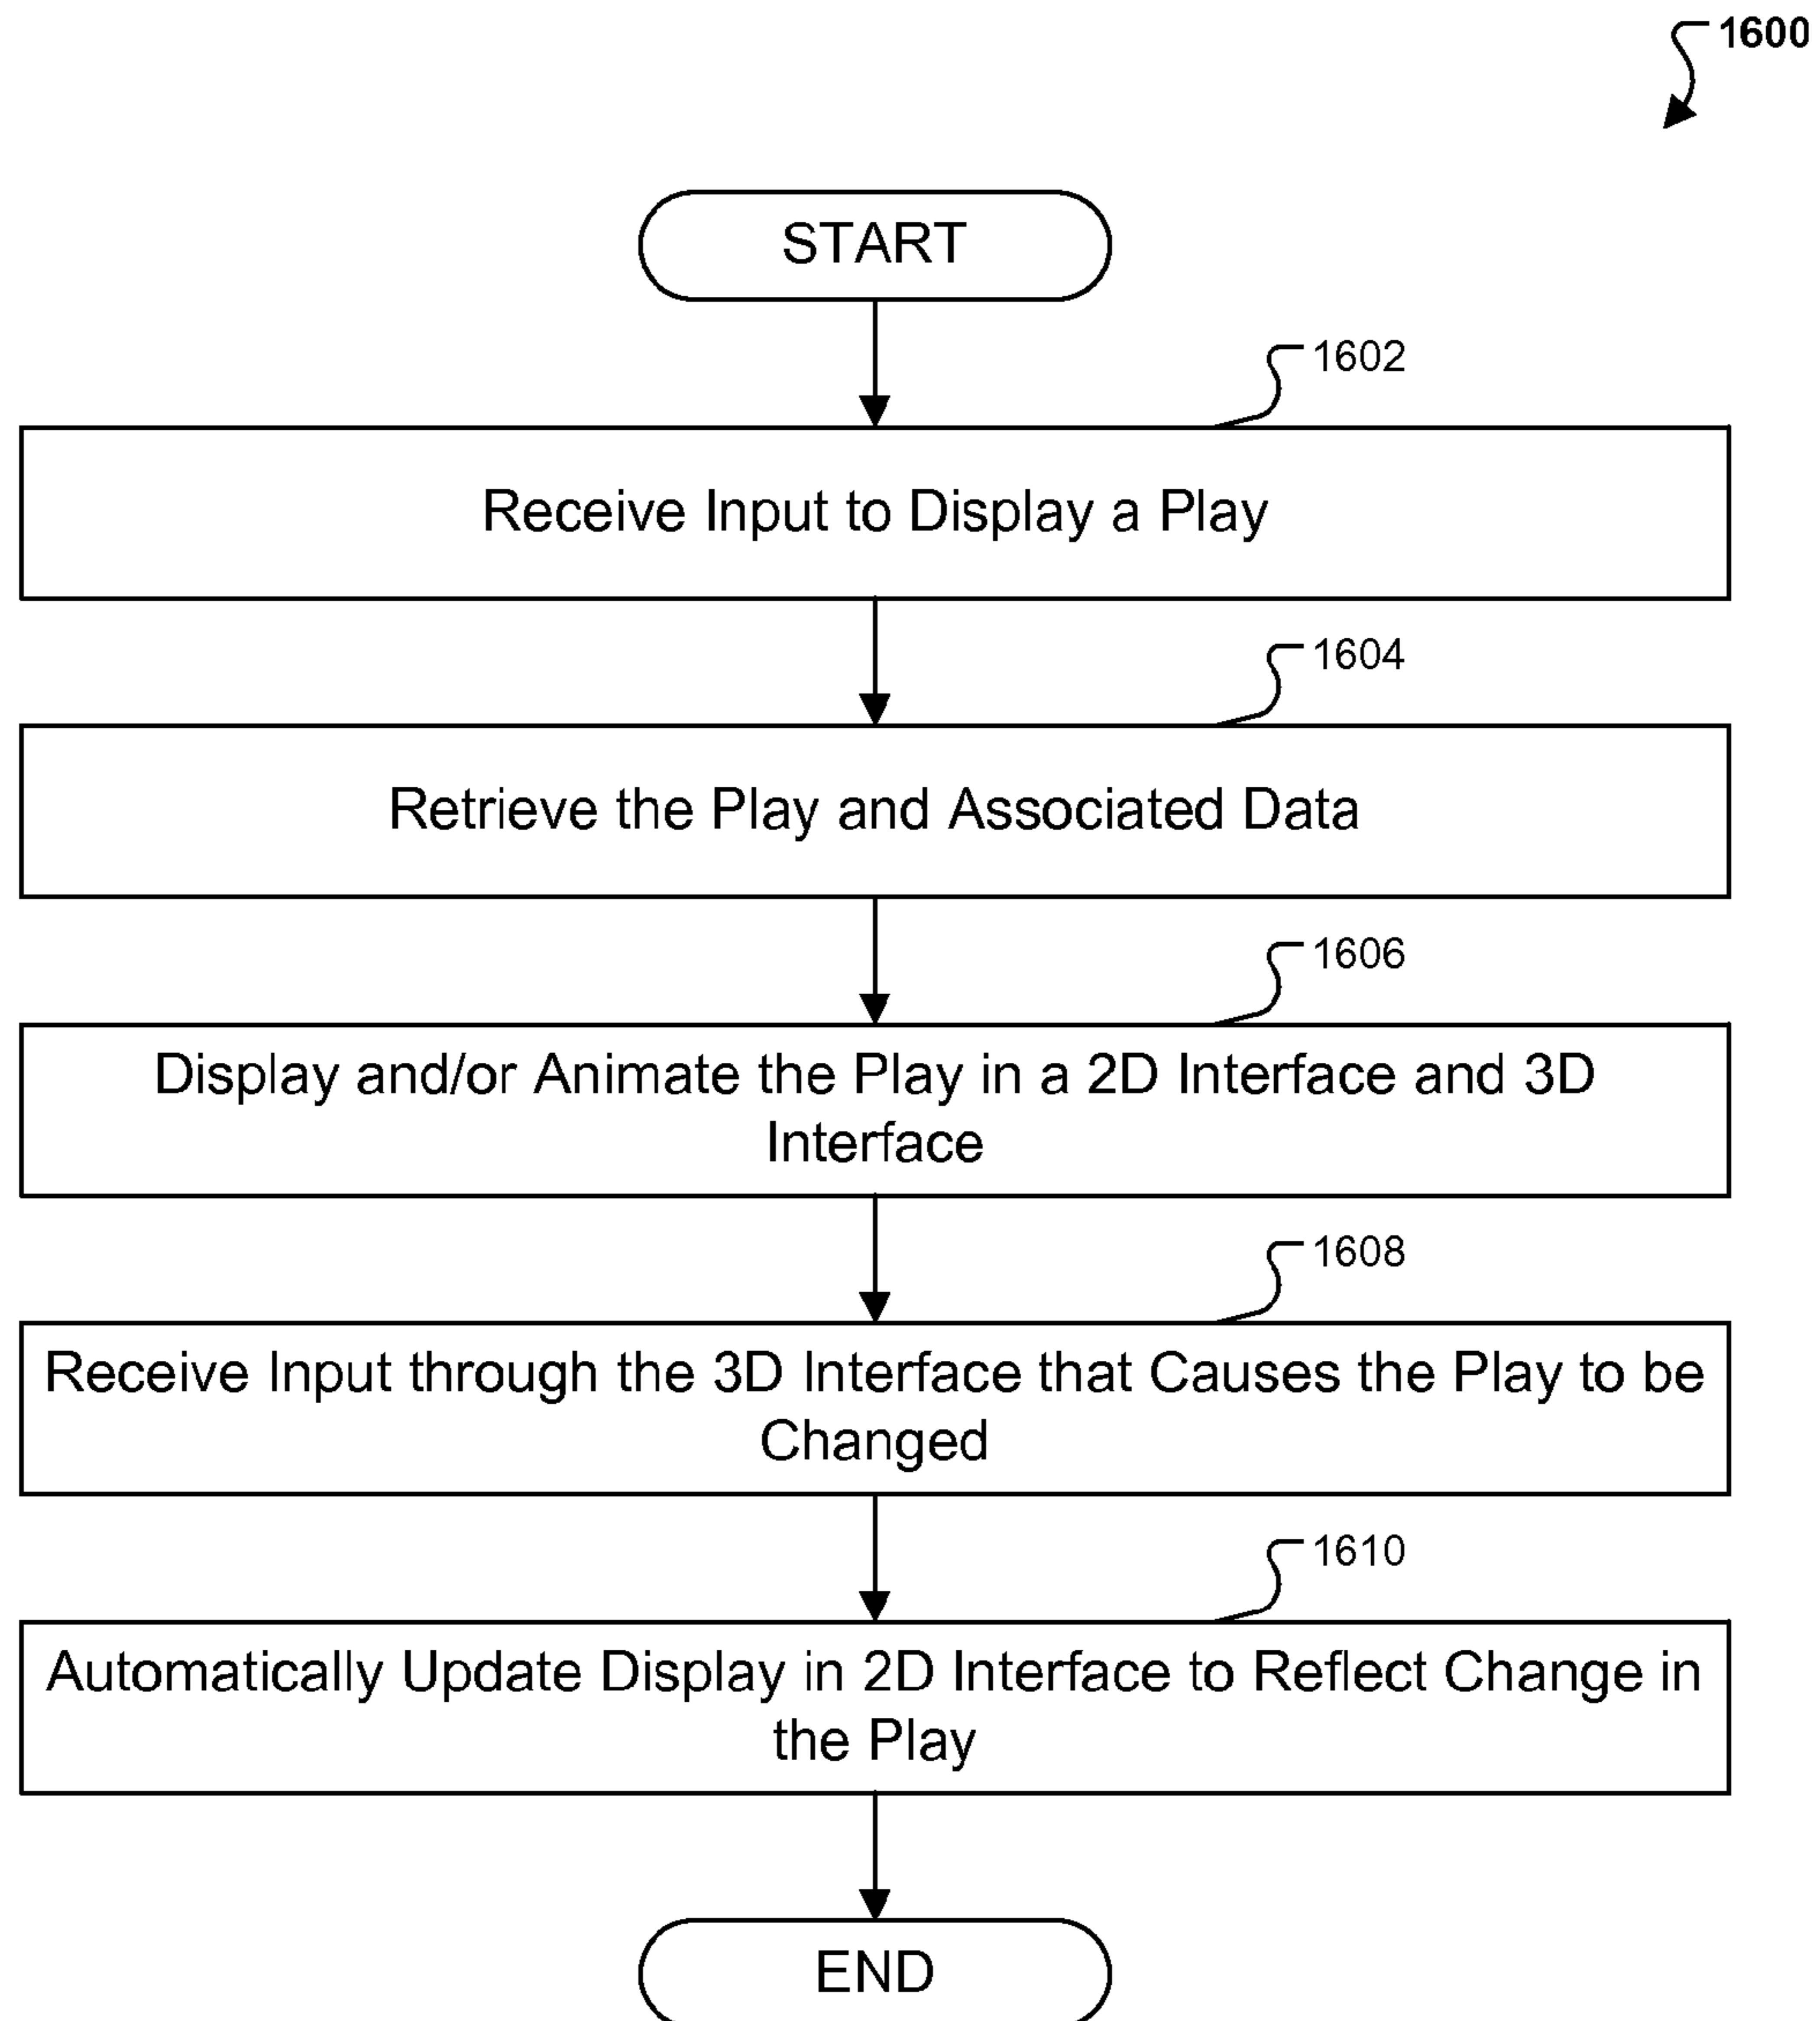 1600
START
1602
Receive Input to Display a Play
1604
Retrieve the Play and Associated Data
1606
Display and/or Animate the Play in a 2D Interface and 3D
Interface
1608
Receive Input through the 3D Interface that Causes the Play to be
Changed
1610
Automatically Update Display in 2D Interface to Reflect Change in
the Play
END